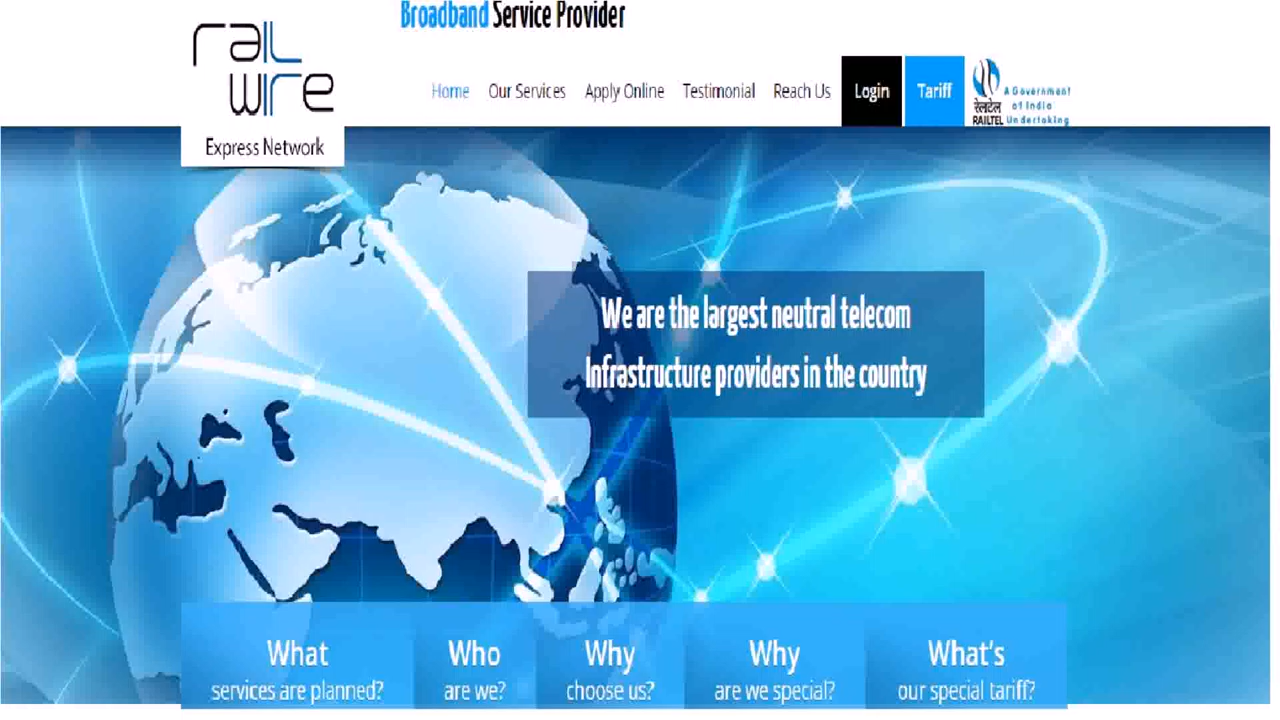 Broadband Service Provider
rail
wire
Express Network
Home Our Services Apply Online Testimonial Reach Us Login Tariff
रेलटेल
RAILTEL
A Government
of India
Undertaking
We are the largest neutral telecom
Infrastructure providers in the country
What
services are planned?
Who
are we?
Why
choose us?
Why
are we special?
What's
our special tariff?